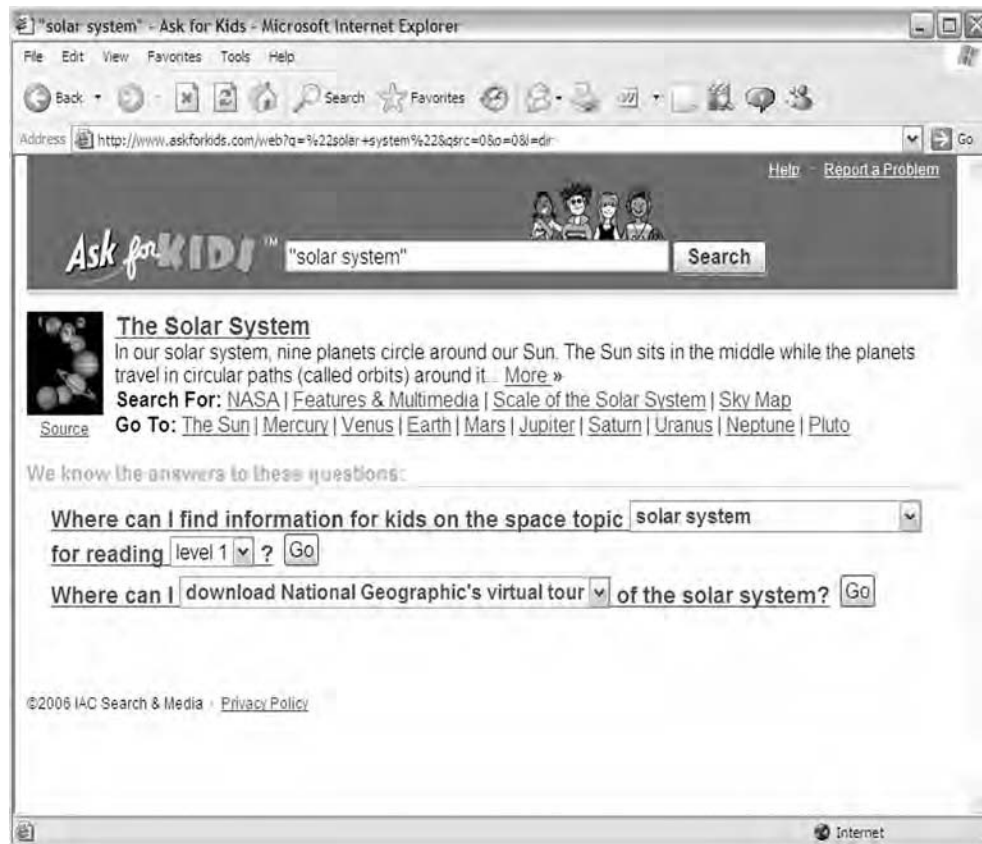 "solar system" - Ask for Kids - Microsoft Internet Explorer
File Edit View Favorites Tools Help
Back Search Favorites
Address http://www.askforkids.com/web?q=%22solar+system%22&qsrc=0&o=0&l=dir Go
Help - Report a Problem
Ask for KIDS™ "solar system" Search
The Solar System
In our solar system, nine planets circle around our Sun. The Sun sits in the middle while the planets
travel in circular paths (called orbits) around it... More »
Search For: NASA | Features & Multimedia | Scale of the Solar System | Sky Map
Source Go To: The Sun | Mercury | Venus | Earth | Mars | Jupiter | Saturn | Uranus | Neptune | Pluto
We know the answers to these questions:
Where can I find information for kids on the space topic solar system
for reading level 1 ? Go
Where can I download National Geographic's virtual tour of the solar system? Go
©2006 IAC Search & Media · Privacy Policy
Internet